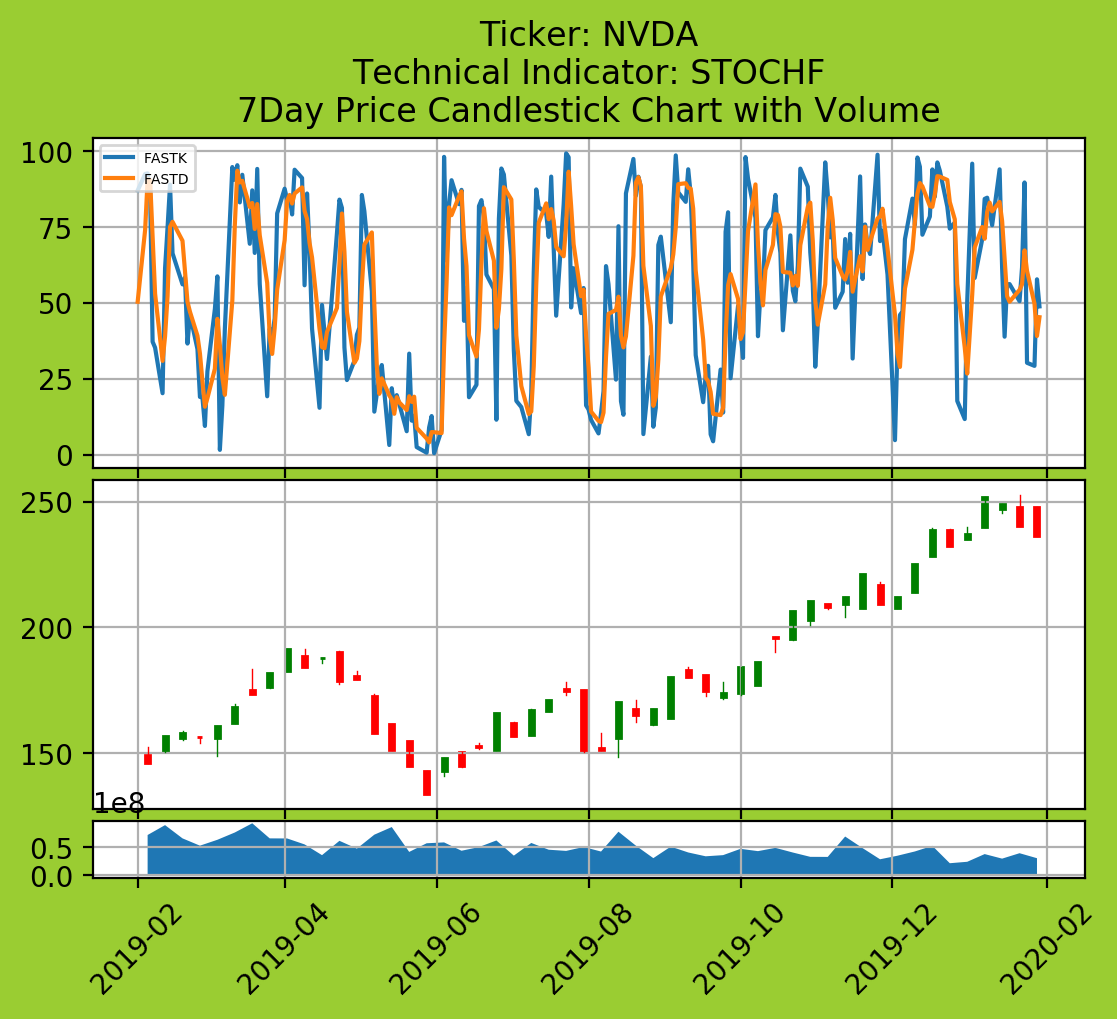 Ticker: NVDA
Technical Indicator: STOCHF
7Day Price Candlestick Chart with Volume
100
75
50
25
0
FASTK
FASTD
250
200
150
1e8
0.5
0.0
2019-02
2019-04
2019-06
2019-08
2019-10
2019-12
2020-02